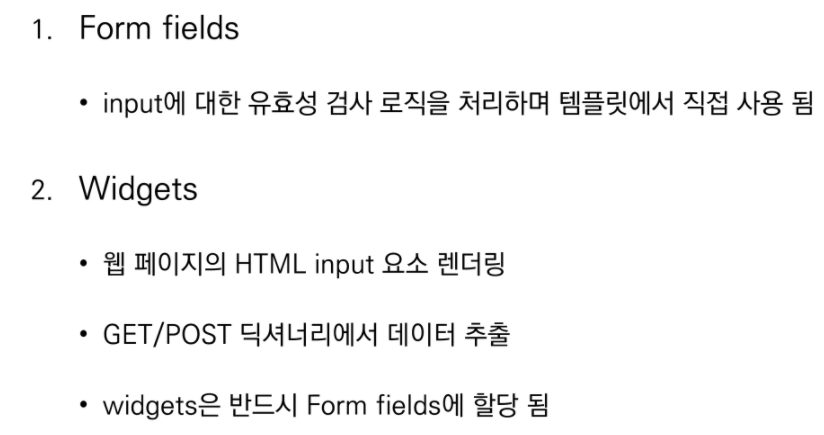 1. Form fields
• input에 대한 유효성 검사 로직을 처리하며 템플릿에서 직접 사용 됨
2. Widgets
• 웹 페이지의 HTML input 요소 렌더링
• GET/POST 딕셔너리에서 데이터 추출
• widgets은 반드시 Form fields에 할당 됨